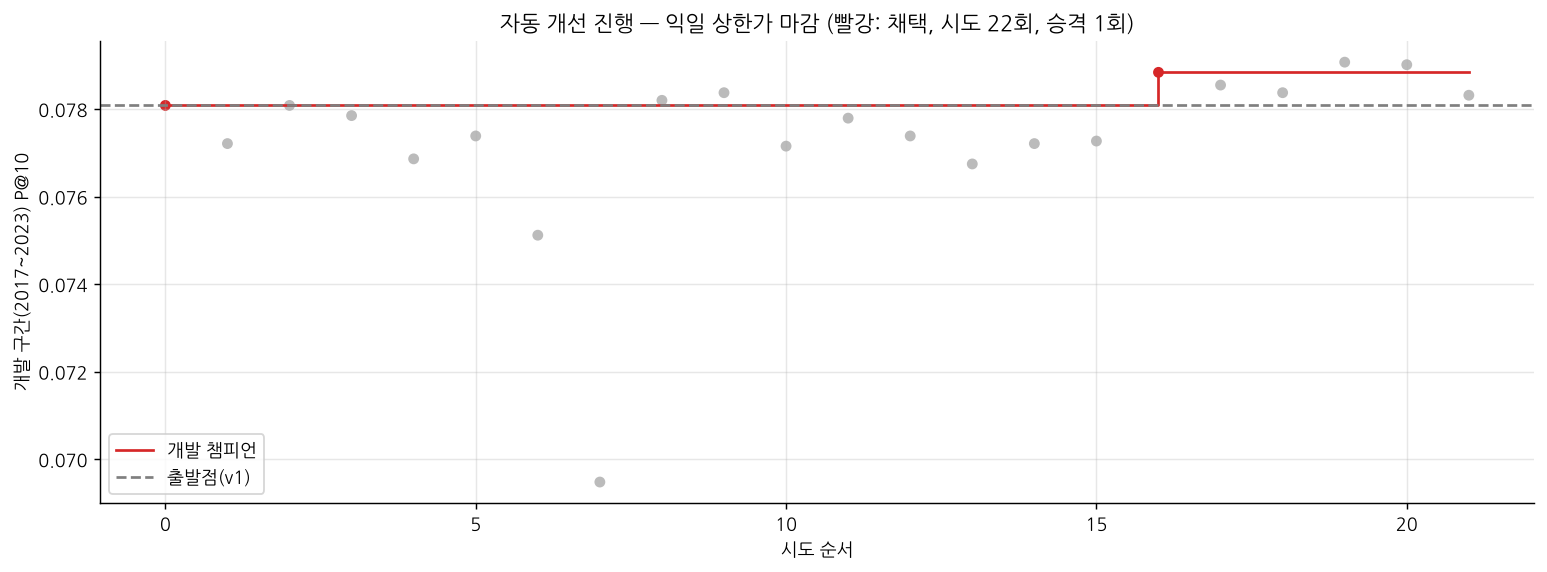 자동 개선 진행 — 익일 상한가 마감 (빨강: 채택, 시도 22회, 승격 1회)
개발 구간(2017~2023) P@10
0.078
0.076
0.074
0.072
0.070
개발 챔피언
출발점(v1)
0 5 10 15 20
시도 순서